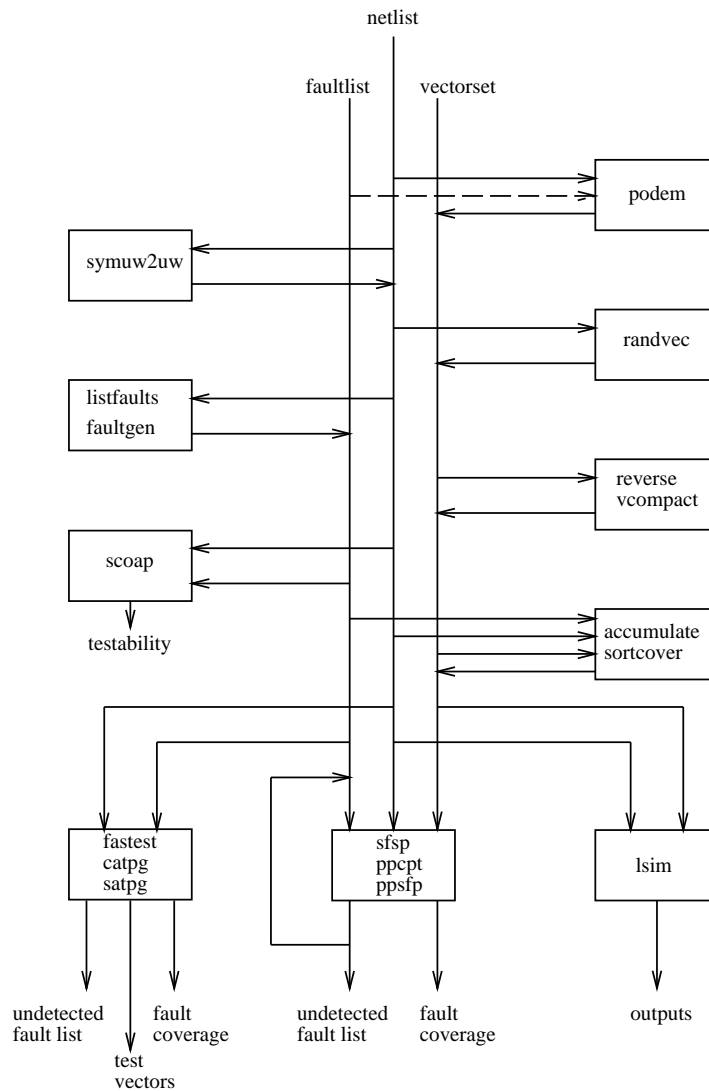 netlist
faultlist
vectorset
podem
symuw2uw
randvec
listfaults
faultgen
reverse
vcompact
scoap
testability
accumulate
sortcover
fastest
catpg
satpg
sfsp
ppcpt
ppsfp
lsim
undetected
fault list
fault
coverage
test
vectors
undetected
fault list
fault
coverage
outputs